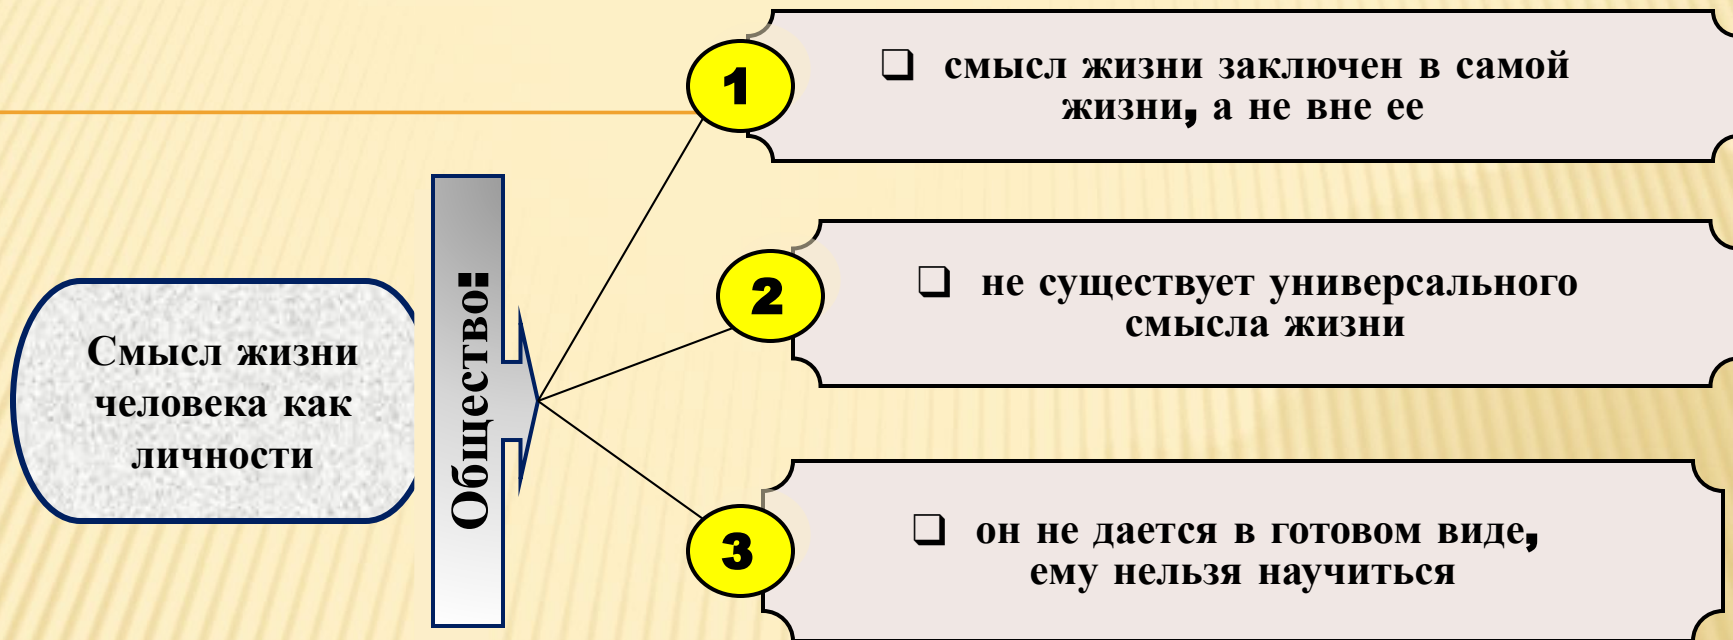 Смысл жизни
человека как
личности
Общество:
1
❑ смысл жизни заключен в самой
жизни, а не вне ее
2
❑ не существует универсального
смысла жизни
3
❑ он не дается в готовом виде,
ему нельзя научиться